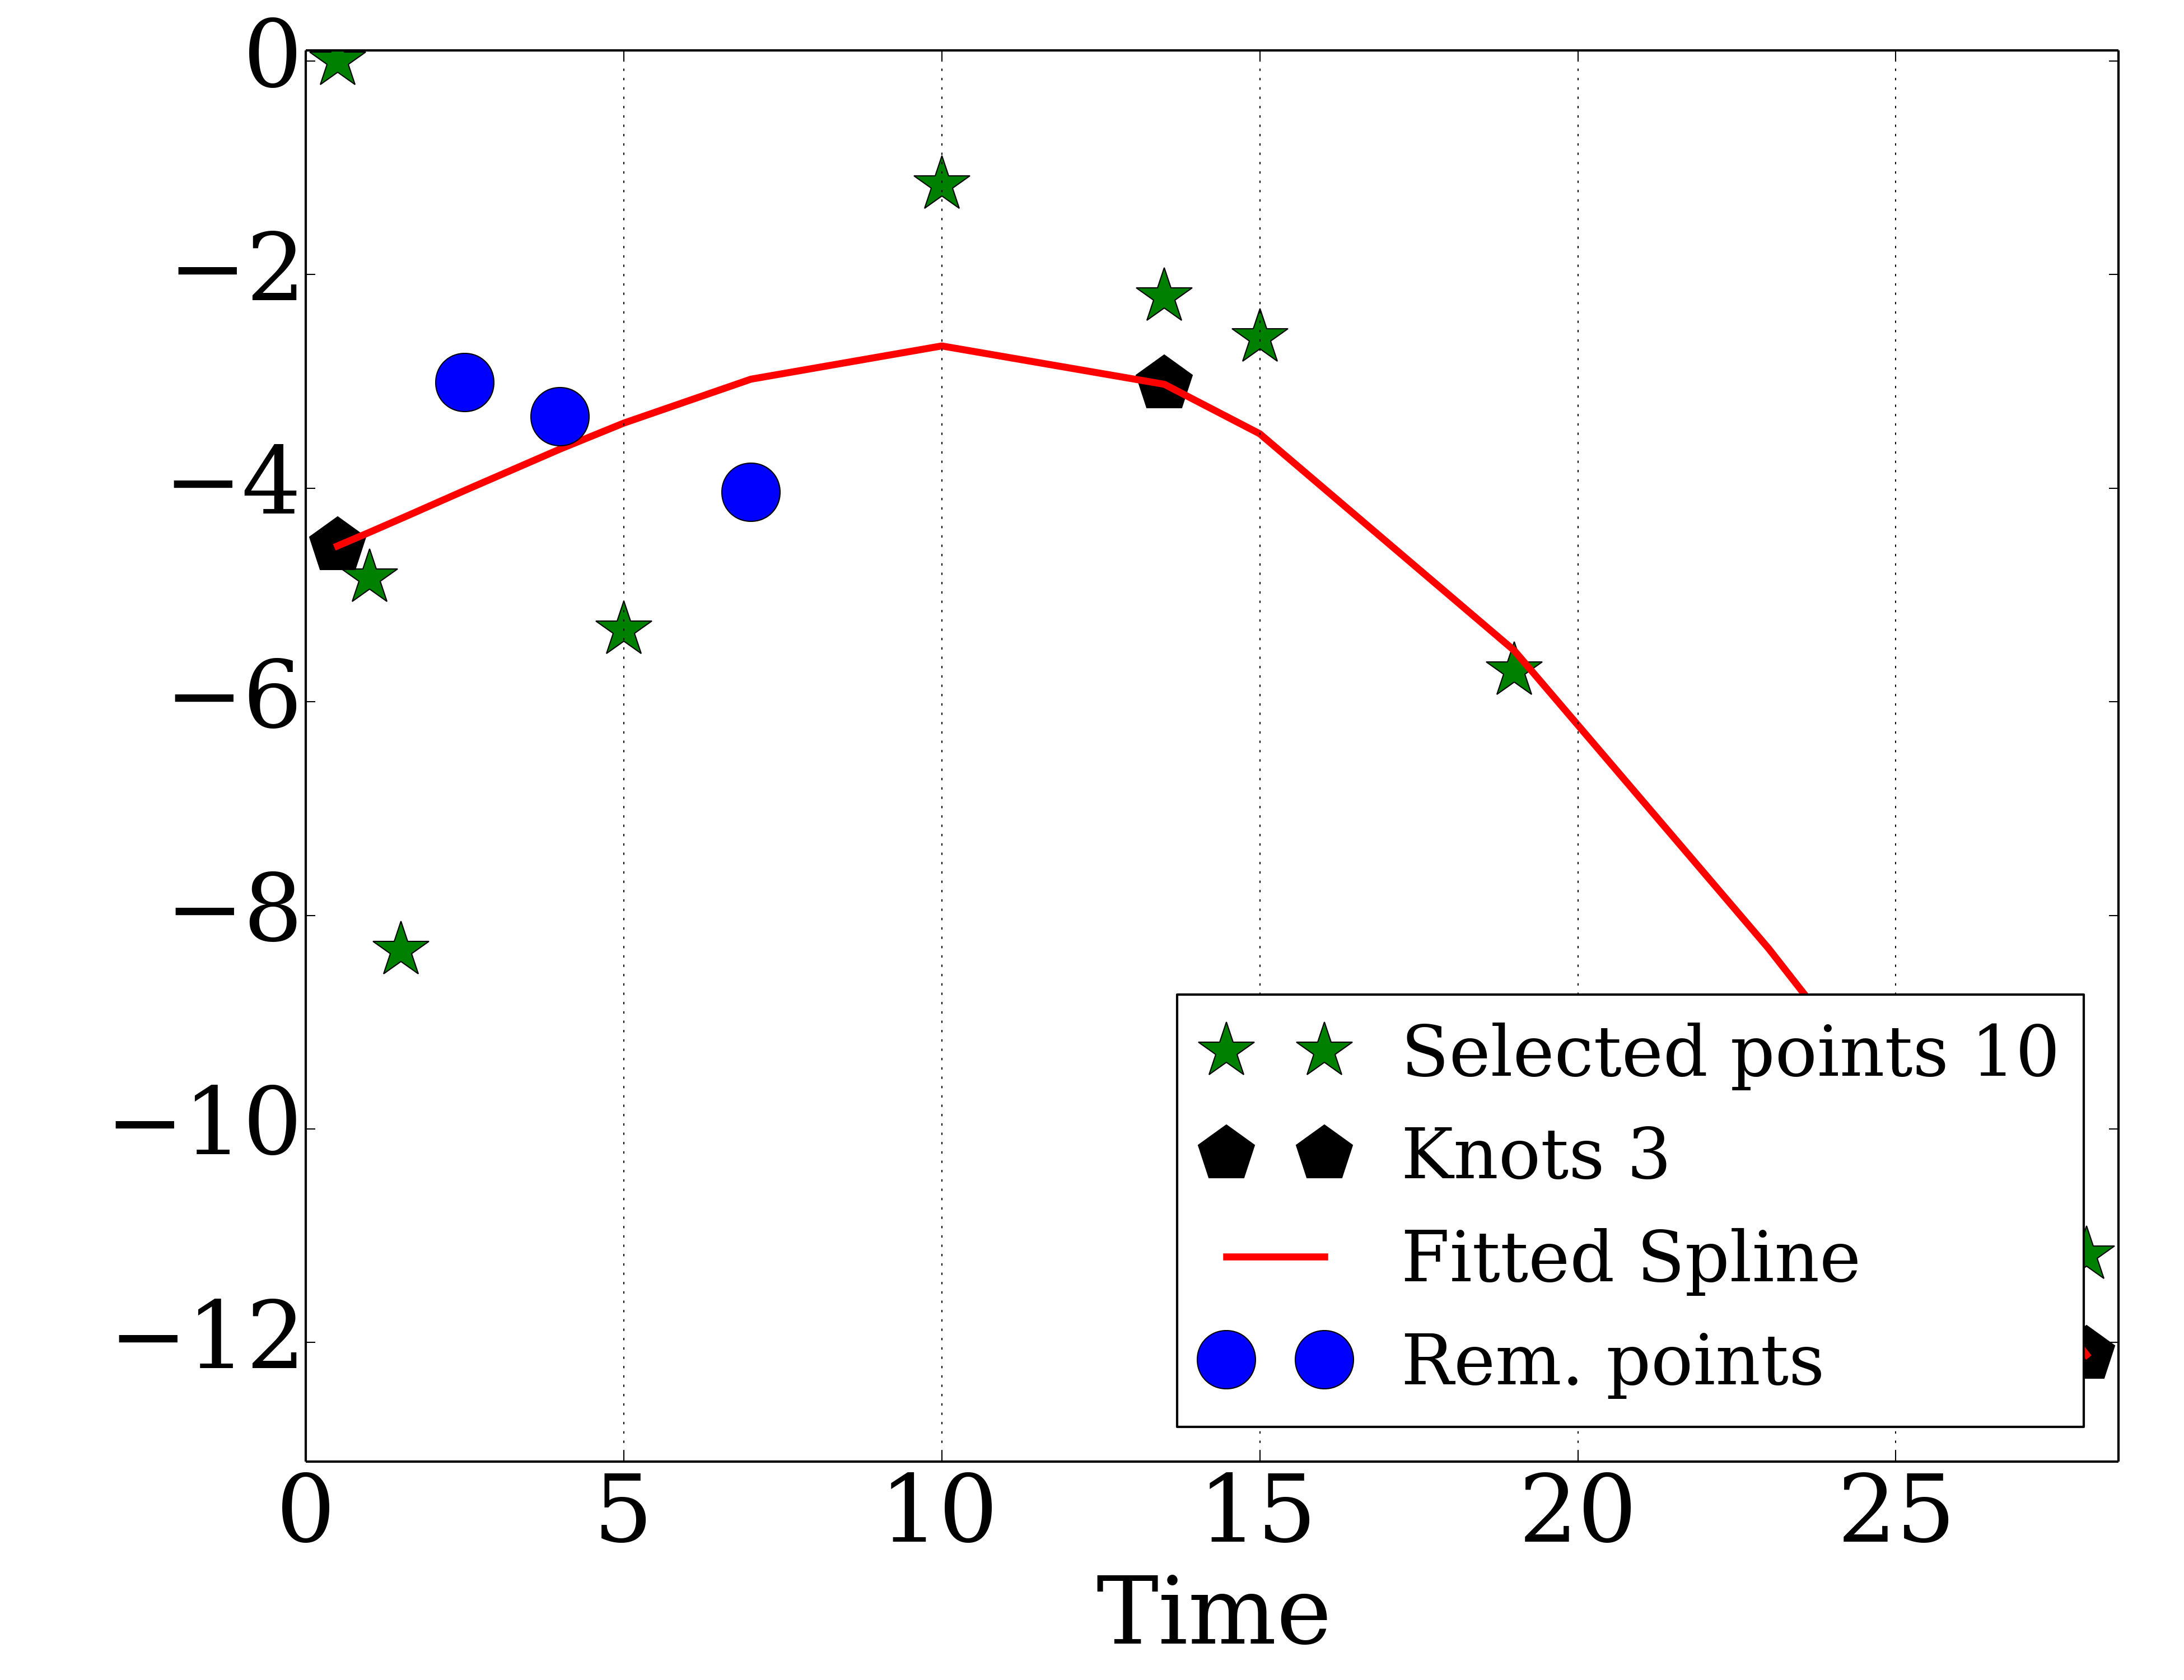 0
−2
−4
−6
−8
−10
−12
Selected points 10
Knots 3
Fitted Spline
Rem. points
0 5 10 15 20 25
Time